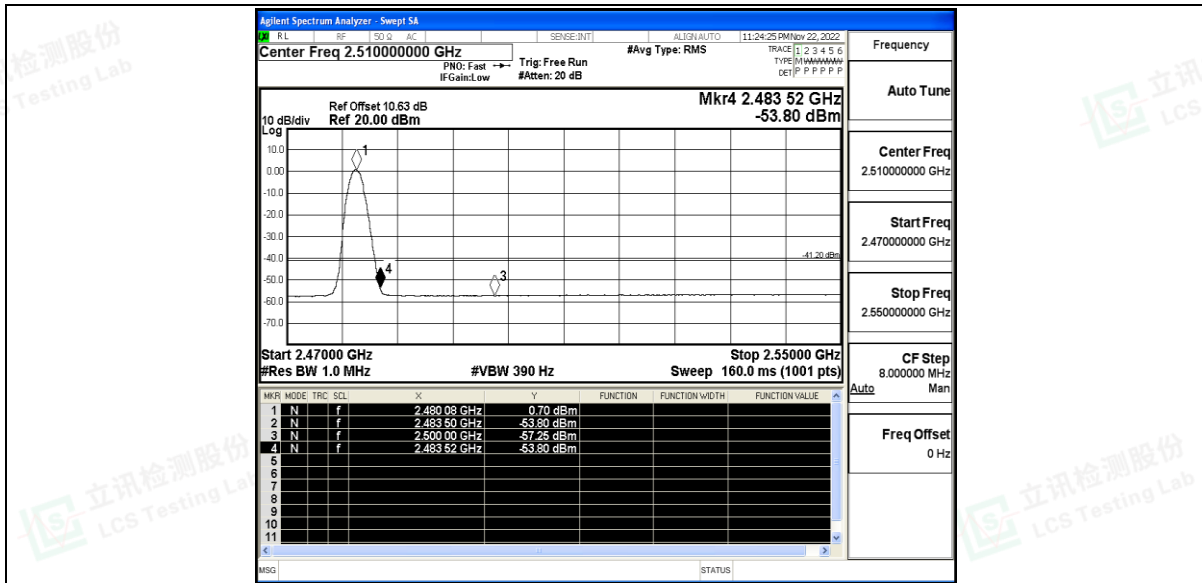 Agilent Spectrum Analyzer - Swept SA
RL RF 50 Ω AC SENSE:INT ALIGNAUTO 11:24:25 PM Nov 22, 2022
Center Freq 2.510000000 GHz
#Avg Type: RMS
TRACE 1 2 3 4 5 6
PNO: Fast Trig: Free Run
TYPE M WWWWW
IFGain:Low #Atten: 20 dB
DET P P P P P P
Mkr4 2.483 52 GHz
-53.80 dBm
Ref Offset 10.63 dB
10 dB/div Ref 20.00 dBm
Log
10.0
0.00
-10.0
-20.0
-30.0
-40.0
-50.0
-60.0
-70.0
1
4
3
-41.20 dBm
Start 2.47000 GHz Stop 2.55000 GHz
#Res BW 1.0 MHz #VBW 390 Hz Sweep 160.0 ms (1001 pts)
MKR MODE TRC SCL X Y FUNCTION FUNCTION WIDTH FUNCTION VALUE
1 N f 2.480 08 GHz 0.70 dBm
2 N f 2.483 50 GHz -53.80 dBm
3 N f 2.500 00 GHz -57.25 dBm
4 N f 2.483 52 GHz -53.80 dBm
5
6
7
8
9
10
11
MSG STATUS
Frequency
Auto Tune
Center Freq
2.510000000 GHz
Start Freq
2.470000000 GHz
Stop Freq
2.550000000 GHz
CF Step
8.000000 MHz
Auto Man
Freq Offset
0 Hz
检测股份
Testing Lab
立讯
LCS
立讯检测股份
LCS Testing Lab
立讯检测股份
LCS Testing Lab